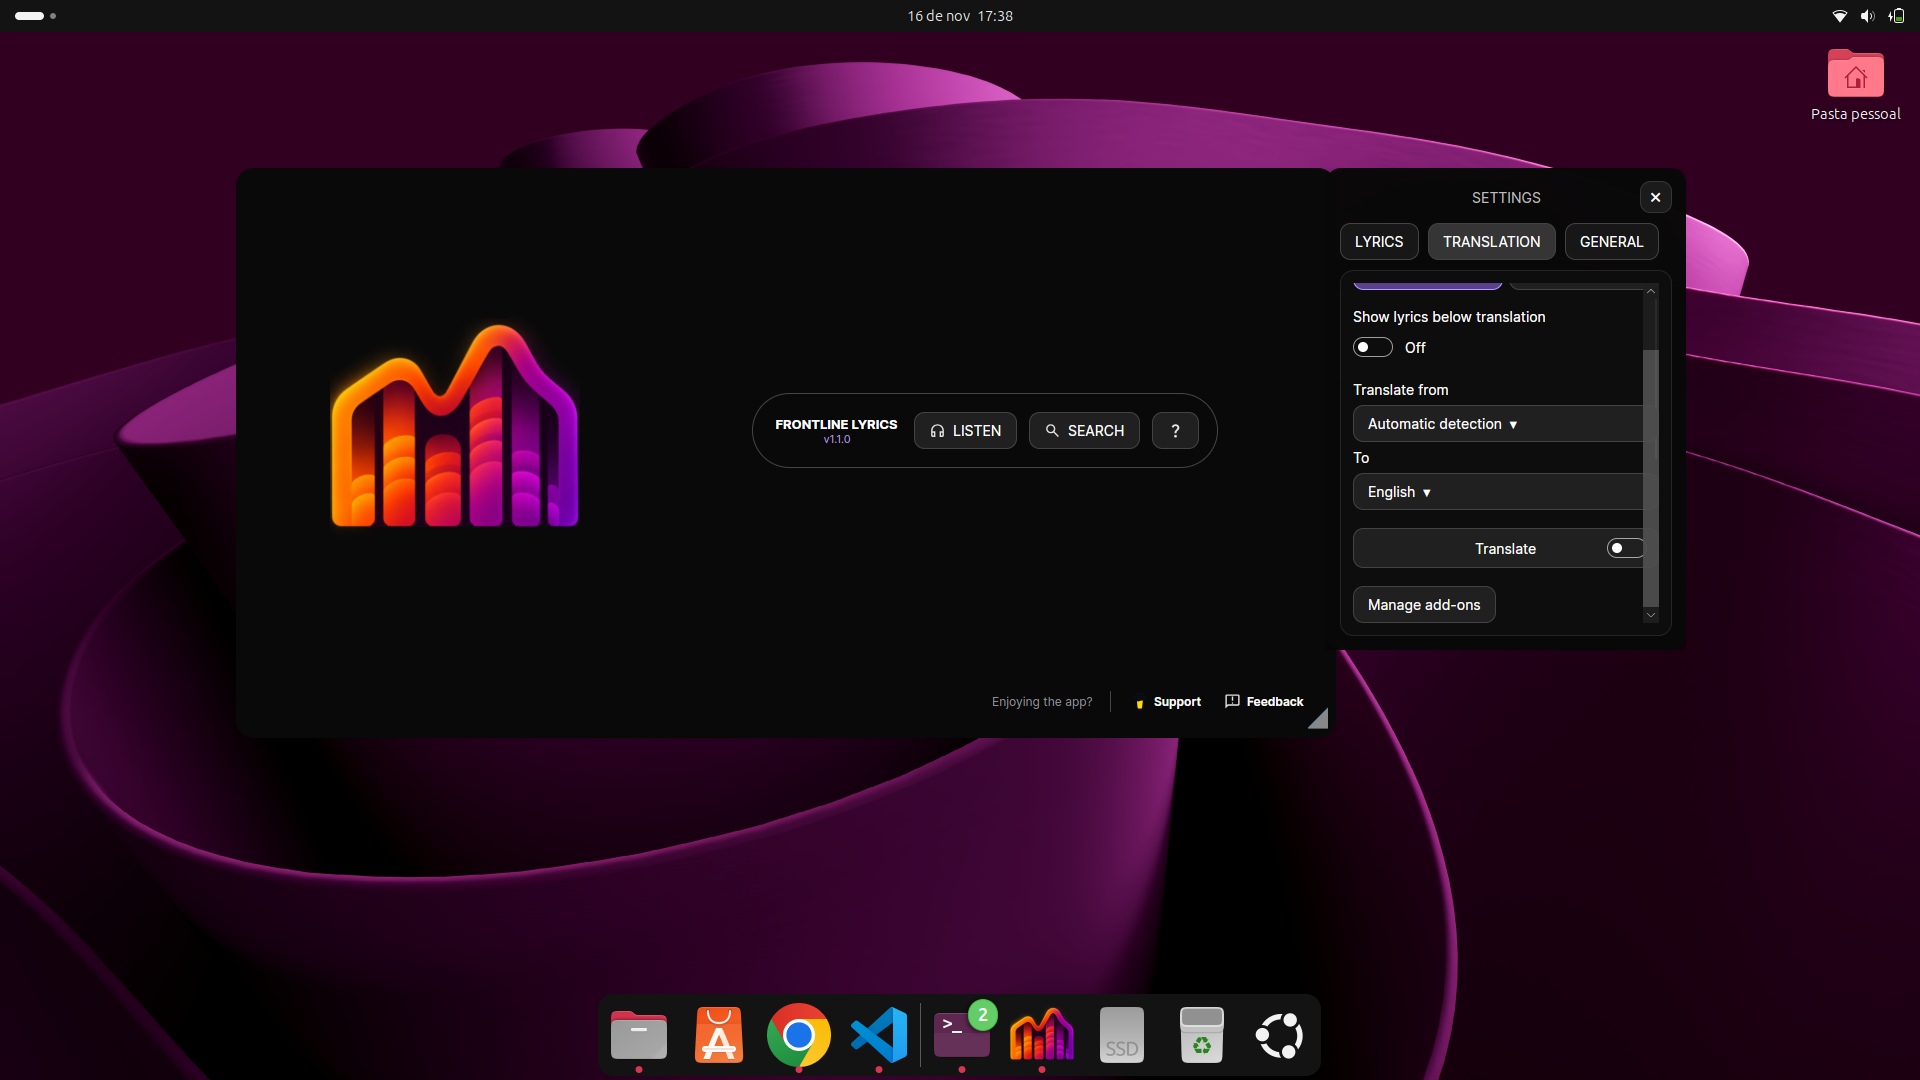 16 de nov 17:38
Pasta pessoal
SETTINGS
LYRICS TRANSLATION GENERAL
Show lyrics below translation
Off
Translate from
Automatic detection
To
English
Translate
Manage add-ons
FRONTLINE LYRICS
v1.1.0
LISTEN SEARCH ?
Enjoying the app? Support Feedback
>_ 2
SSD